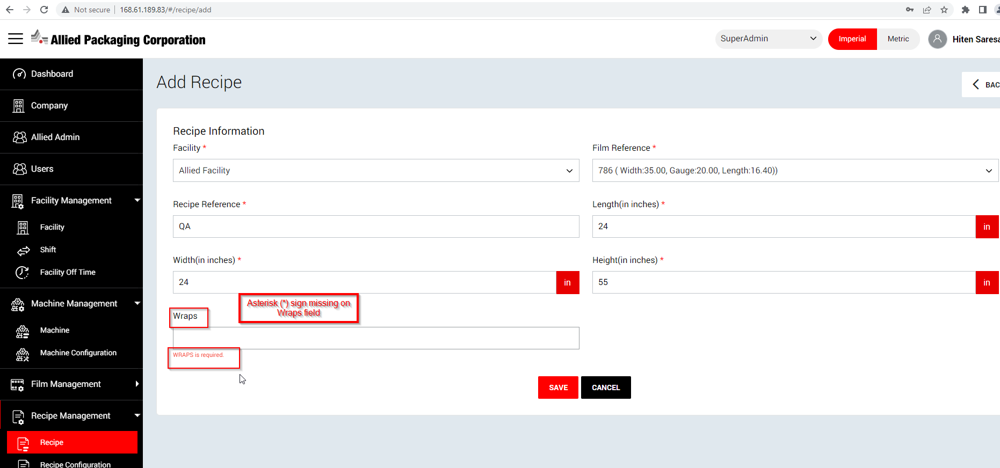 Not secure
168.61.189.83/#/recipe/add
Allied Packaging Corporation
SuperAdmin
Imperial
Metric
Hiten Saresa
Dashboard
Company
Allied Admin
Users
Facility Management
Facility
Shift
Facility Off Time
Machine Management
Machine
Machine Configuration
Film Management
Recipe Management
Recipe
Recipe Configuration
Add Recipe
BAC
Recipe Information
Facility *
Allied Facility
Film Reference *
786 ( Width:35.00, Gauge:20.00, Length:16.40))
Recipe Reference *
QA
Length(in inches) *
24
in
Width(in inches) *
24
in
Height(in inches) *
55
in
Asterisk (*) sign missing on
Wraps field
Wraps
WRAPS is required.
SAVE
CANCEL